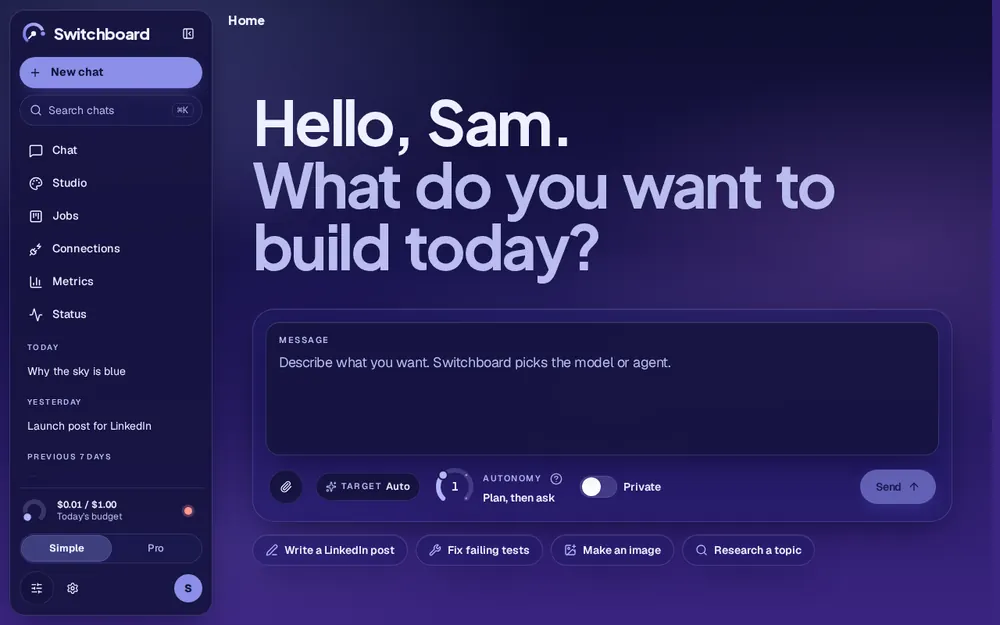 Switchboard
New chat
Search chats
⌘K
Chat
Studio
Jobs
Connections
Metrics
Status
TODAY
Why the sky is blue
YESTERDAY
Launch post for LinkedIn
PREVIOUS 7 DAYS
$0.01 / $1.00
Today's budget
Simple
Pro
S
Home
Hello, Sam.
What do you want to
build today?
MESSAGE
Describe what you want. Switchboard picks the model or agent.
TARGET Auto
1
AUTONOMY ?
Plan, then ask
Private
Send
Write a LinkedIn post
Fix failing tests
Make an image
Research a topic